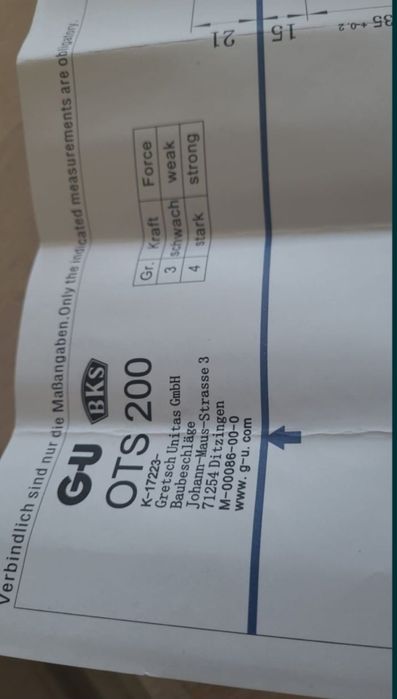 Verbindlich sind nur die Maßangaben. Only the indicated measurements are obligatory.
G-U BKS
OTS 200
K-17223-
Gretsch Unitas GmbH
Baubeschläge
Johann-Maus-Strasse 3
71254 Ditzingen
M-00086-00-0
www. g-u. com
Gr. Kraft Force
3 schwach weak
4 stark strong
21
15
35 +0.2